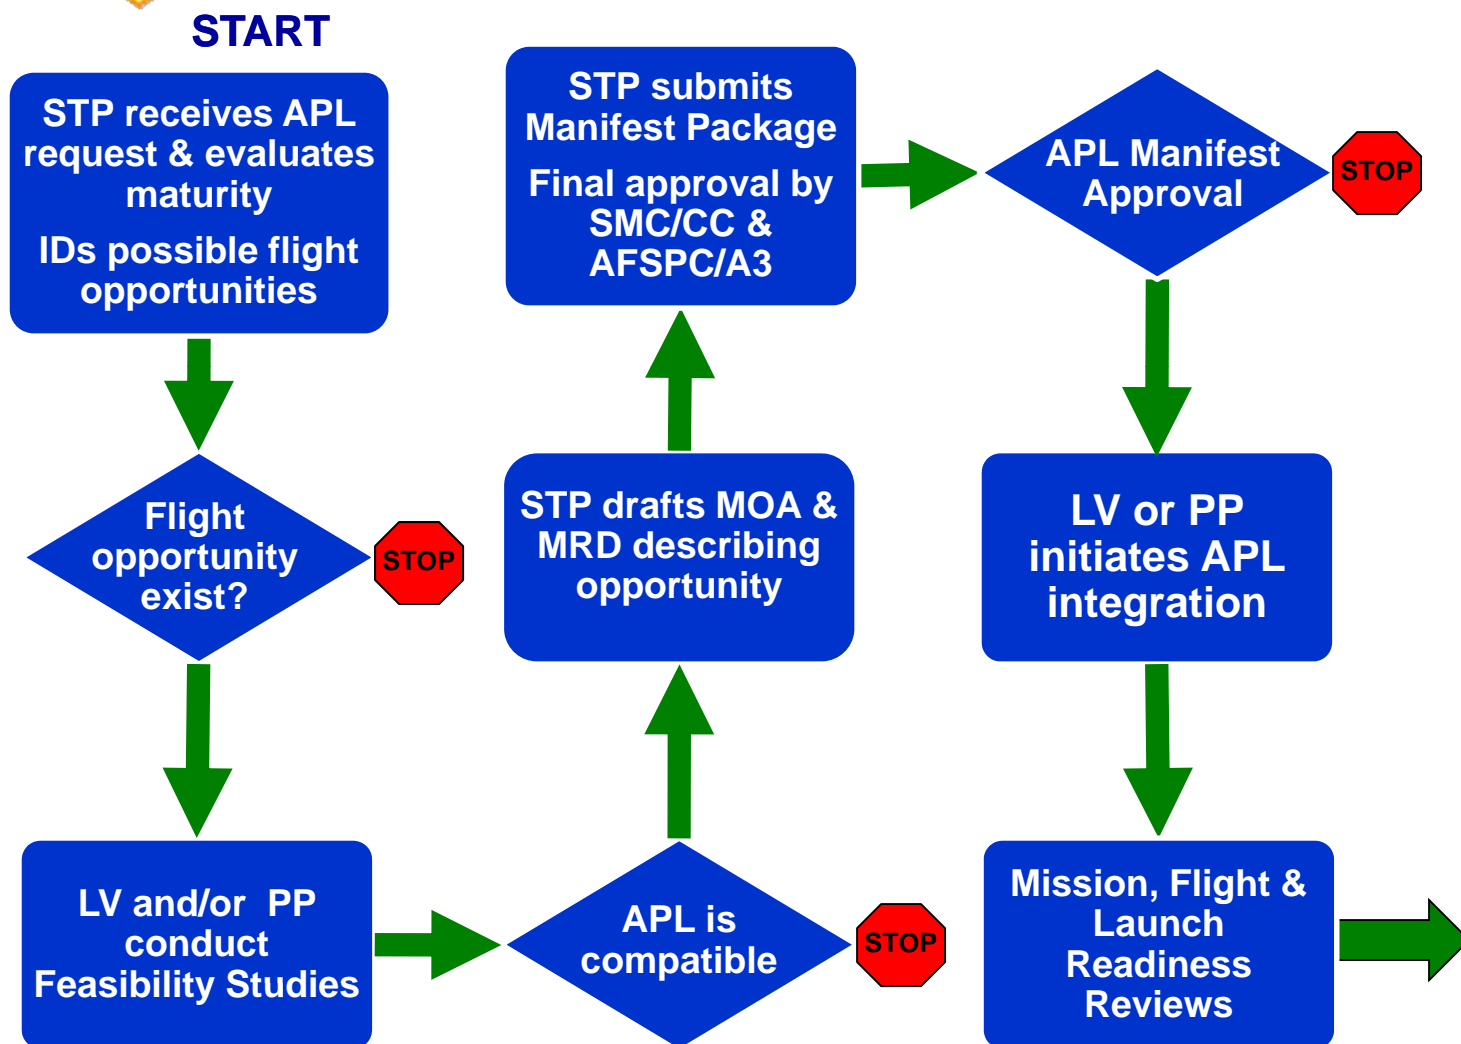 START
STP receives APL
request & evaluates
maturity
IDs possible flight
opportunities
Flight
opportunity
exist?
STOP
LV and/or PP
conduct
Feasibility Studies
APL is
compatible
STOP
STP drafts MOA &
MRD describing
opportunity
STP submits
Manifest Package
Final approval by
SMC/CC &
AFSPC/A3
APL Manifest
Approval
STOP
LV or PP
initiates APL
integration
Mission, Flight &
Launch
Readiness
Reviews